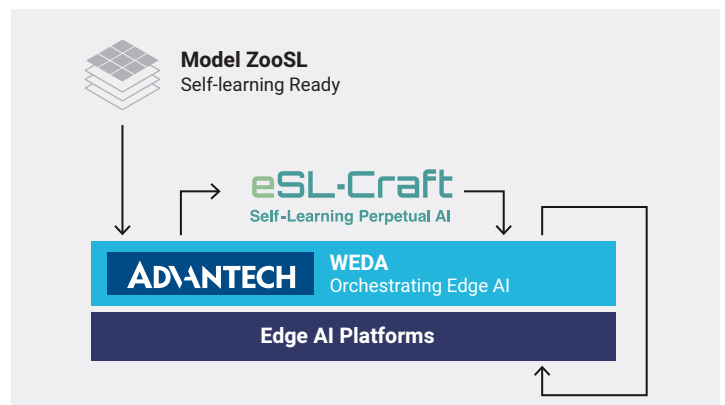 Model ZooSL
Self-learning Ready
eSL-Craft
Self-Learning Perpetual AI
ADVANTECH
WEDA
Orchestrating Edge AI
Edge AI Platforms